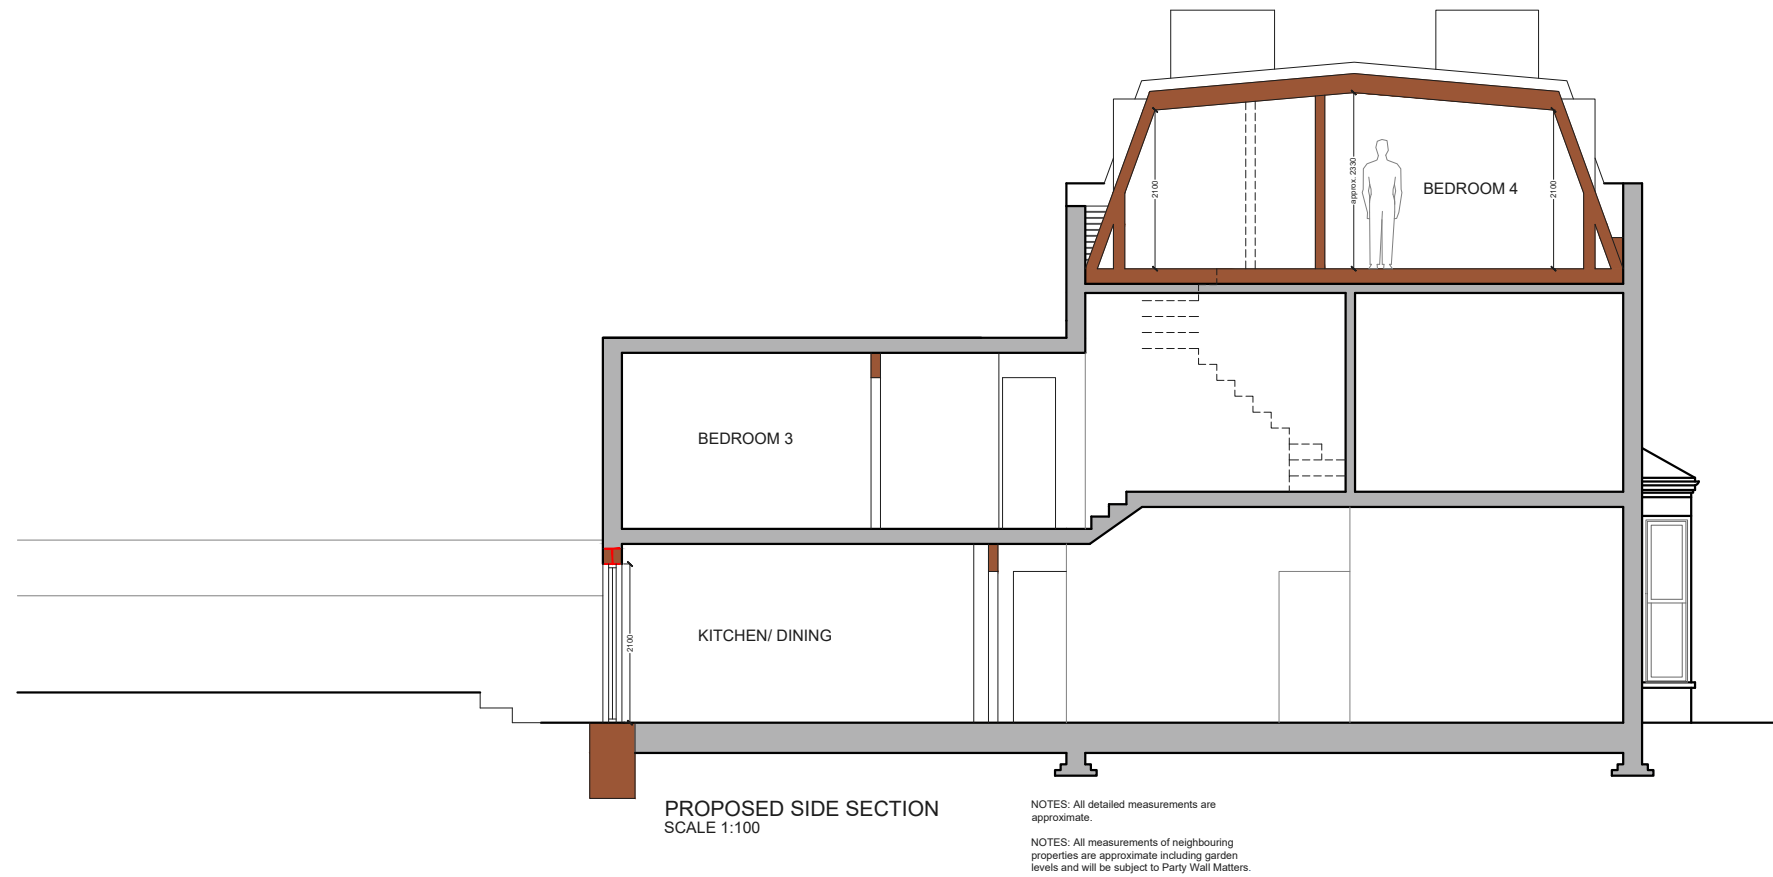 2100
approx. 2330
BEDROOM 4
2100
BEDROOM 3
KITCHEN/ DINING
2100
PROPOSED SIDE SECTION
SCALE 1:100
NOTES: All detailed measurements are
approximate.
NOTES: All measurements of neighbouring
properties are approximate including garden
levels and will be subject to Party Wall Matters.